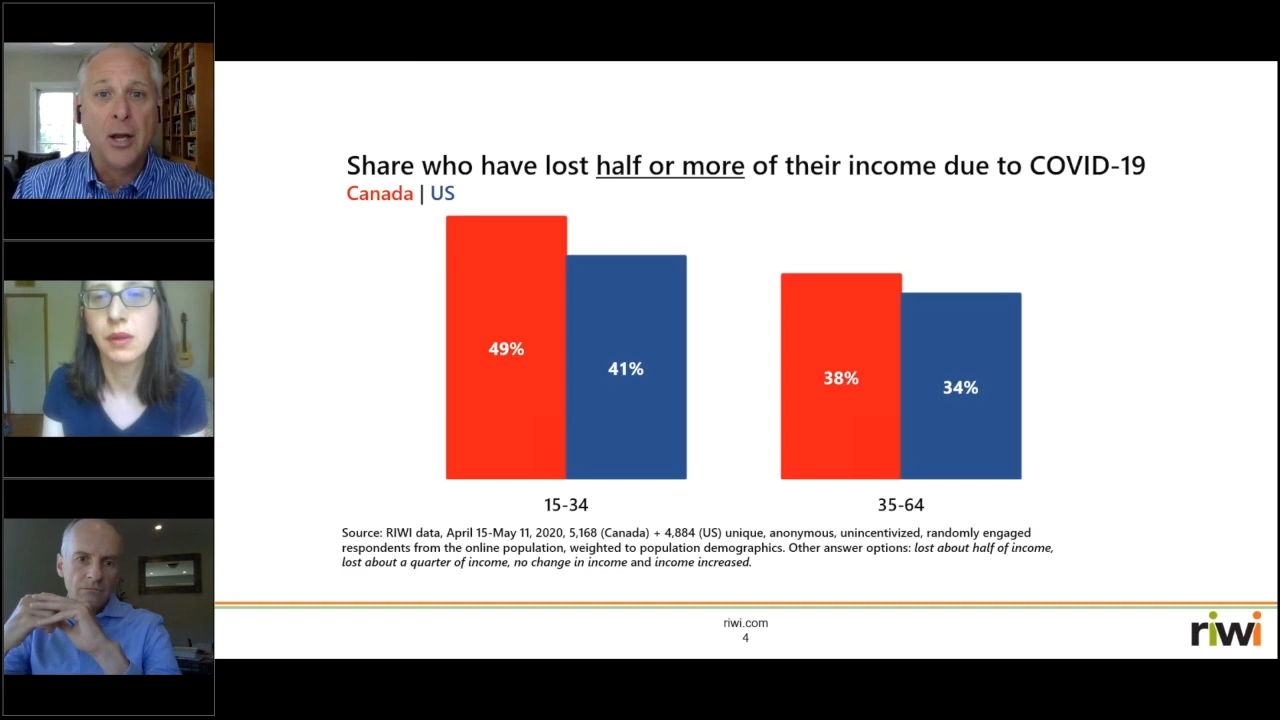 Share who have lost half or more of their income due to COVID-19
Canada | US
49%
41%
38%
34%
15-34
35-64
Source: RIWI data, April 15-May 11, 2020, 5,168 (Canada) + 4,884 (US) unique, anonymous, unincentivized, randomly engaged
respondents from the online population, weighted to population demographics. Other answer options: lost about half of income,
lost about a quarter of income, no change in income and income increased.
riwi.com
4
riwi